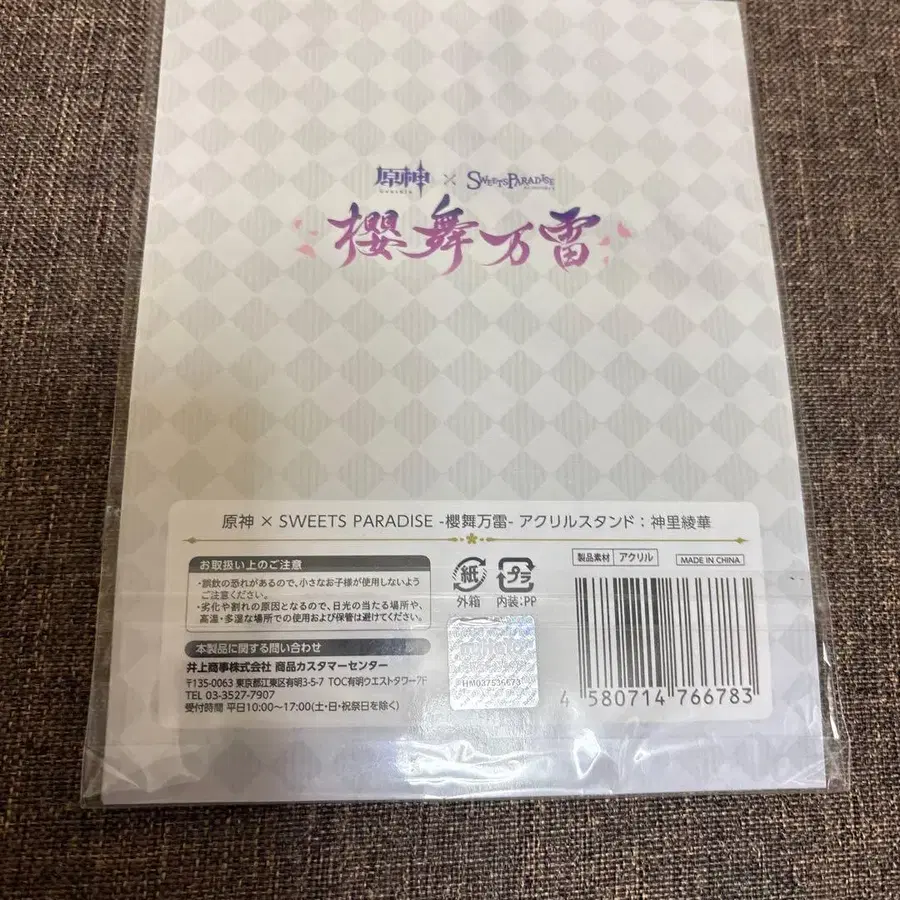 原神 × SWEETS PARADISE
櫻舞万雷
原神 × SWEETS PARADISE -櫻舞万雷- アクリルスタンド：神里綾華
お取扱い上のご注意
・誤飲の恐れがあるので、小さなお子様が使用しないよう
ご注意ください。
・劣化や割れの原因となるので、日光の当たる場所や、
高温・多湿な場所での使用および保管は避けてください。
本製品に関する問い合わせ
井上商事株式会社 商品カスタマーセンター
〒135-0063 東京都江東区有明3-5-7 TOC有明ウエストタワー7F
TEL 03-3527-7907
受付時間 平日10:00〜17:00(土・日・祝祭日を除く)
紙
外箱
プラ
内装:PP
HM037536673
製品素材 アクリル
MADE IN CHINA
4 580714 766783